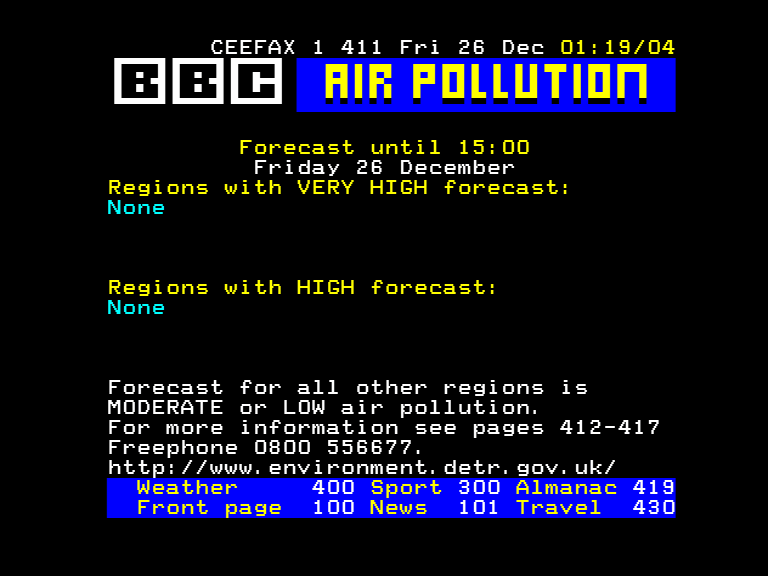 CEEFAX 1 411 Fri 26 Dec 01:19/04
BBC AIR POLLUTION
Forecast until 15:00
Friday 26 December
Regions with VERY HIGH forecast:
None
Regions with HIGH forecast:
None
Forecast for all other regions is
MODERATE or LOW air pollution.
For more information see pages 412-417
Freephone 0800 556677.
http://www.environment.detr.gov.uk/
Weather 400 Sport 300 Almanac 419
Front page 100 News 101 Travel 430